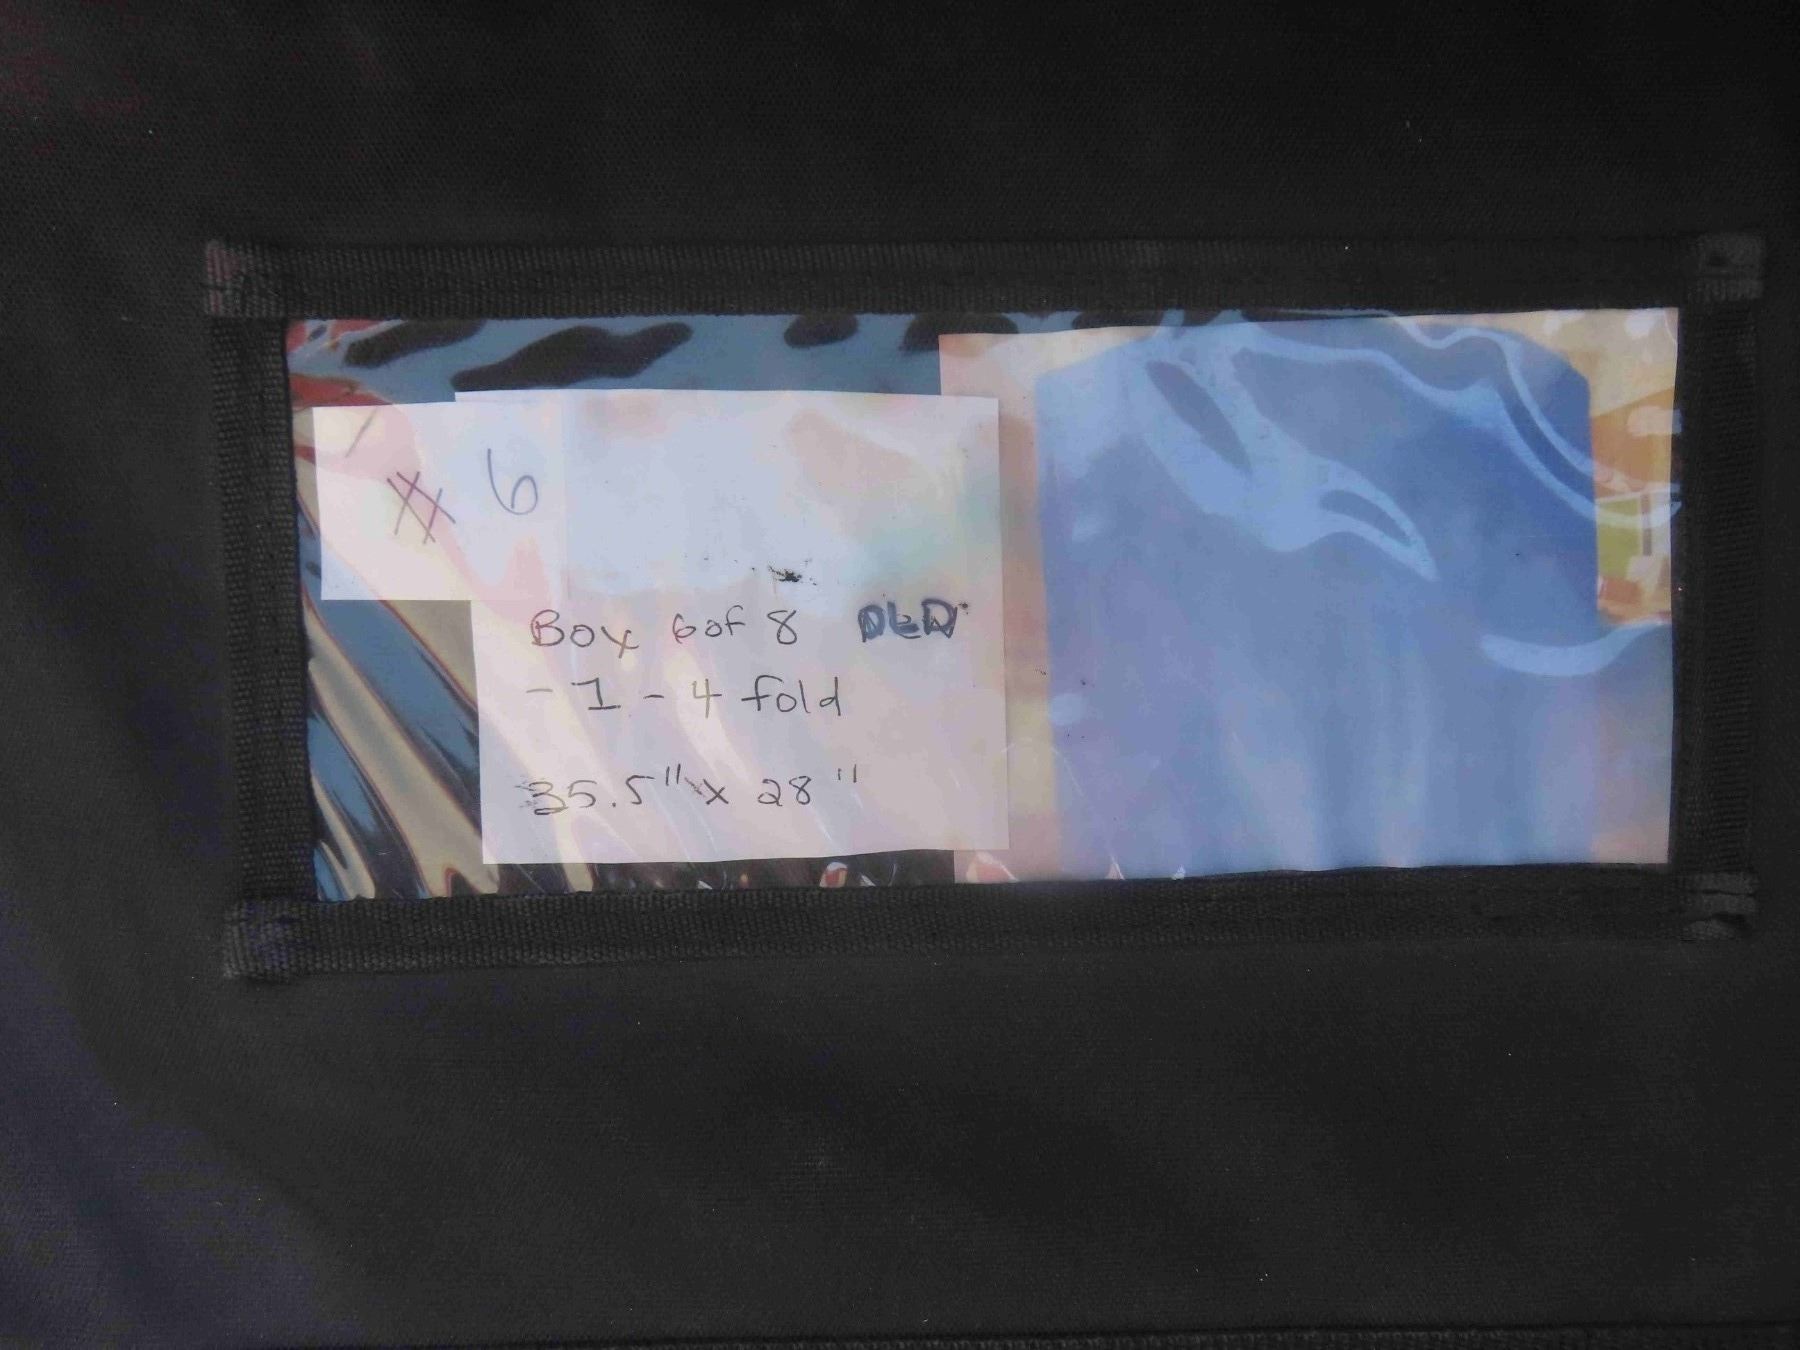 # 6
Box 6 of 8
- 1 - 4 fold
35.5" x 28"